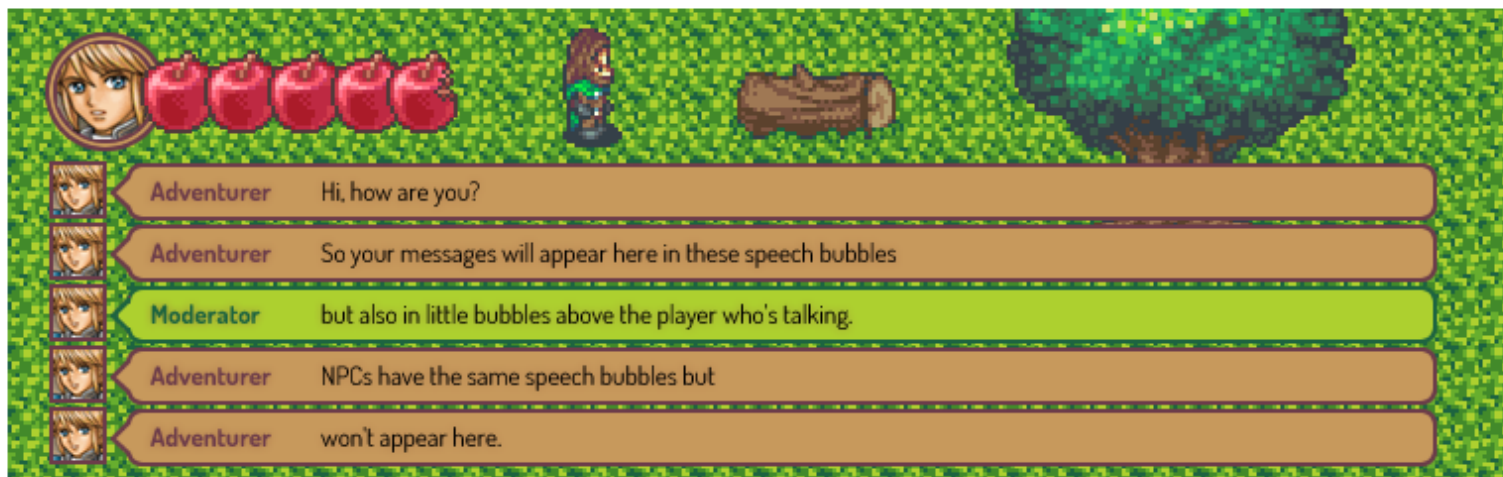 Adventurer Hi, how are you?
Adventurer So your messages will appear here in these speech bubbles
Moderator but also in little bubbles above the player who's talking.
Adventurer NPCs have the same speech bubbles but
Adventurer won't appear here.